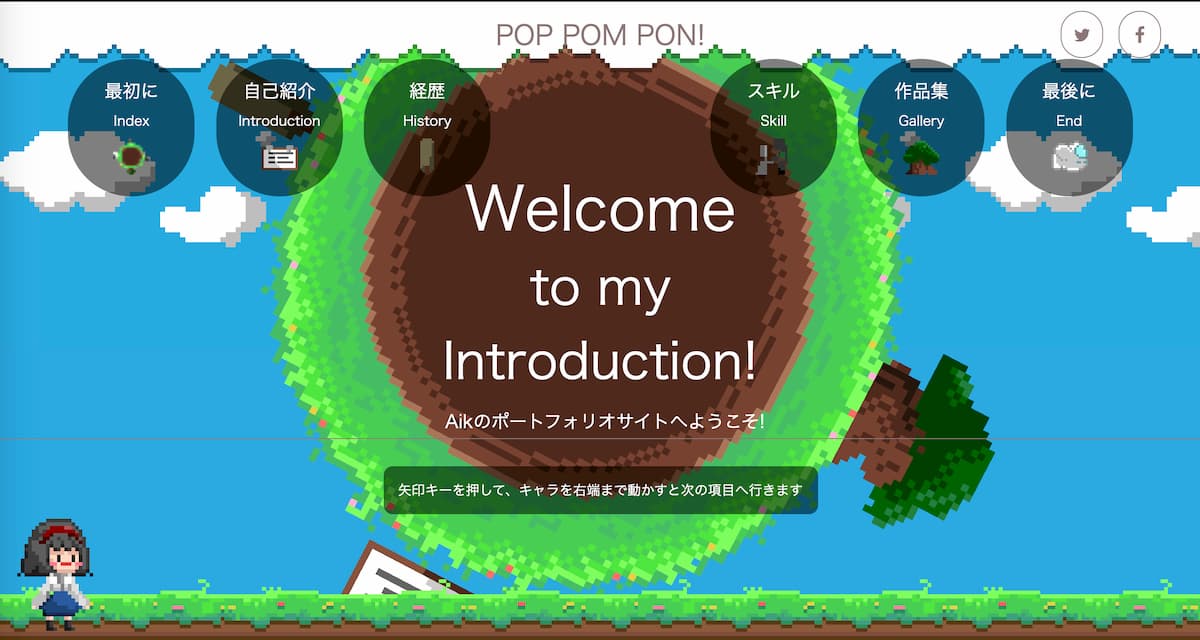 POP POM PON!
最初に
Index
自己紹介
Introduction
経歴
History
スキル
Skill
作品集
Gallery
最後に
End
Welcome
to my
Introduction!
Aikのポートフォリオサイトへようこそ!
矢印キーを押して、キャラを右端まで動かすと次の項目へ行きます